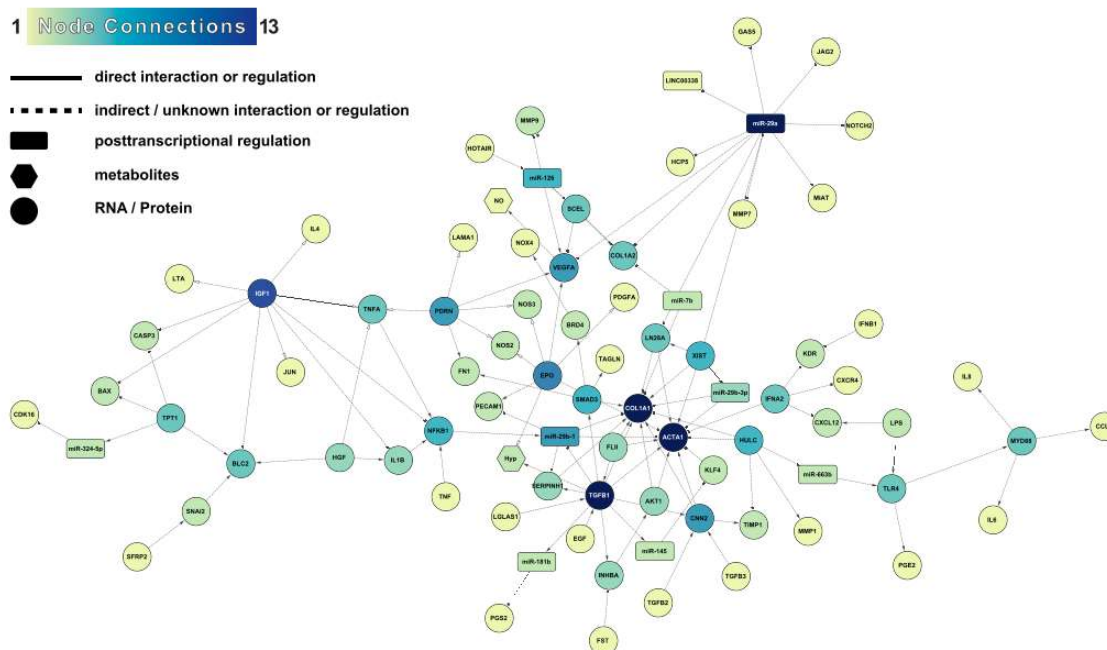 1 Node Connections 13
direct interaction or regulation
indirect / unknown interaction or regulation
posttranscriptional regulation
metabolites
RNA / Protein
GAS5
JAG2
LINC00338
miR-29a
NOTCH2
MMP9
HOTAIR
HCP5
miR-126
MIAT
NO
SCEL
MMP7
IL4
LAMA1
NOX4
COL1A2
LTA
VEGFA
IGF1
PDGFA
miR-7b
TNFA
PDRN
NOS3
BRD4
IFNB1
CASP3
LN28A
NOS2
XIST
KDR
TAGLN
JUN
FN1
EPO
CXCR4
IL8
BAX
PECAM1
SMAD3
COL1A1
miR-29b-3p
IFNA2
CDK16
TPT1
CXCL12
LPS
CCL
NFKB1
miR-29b-1
ACTA1
HULC
MYD88
miR-324-5p
BLC2
HGF
IL1B
Hyp
FLII
KLF4
miR-663b
SERPINH1
TLR4
TNF
TGFB1
AKT1
SNAI2
LGLAS1
CNN2
TIMP1
MMP1
IL6
EGF
SFRP2
miR-181b
miR-145
PGE2
INHBA
TGFB3
TGFB2
PGS2
FST